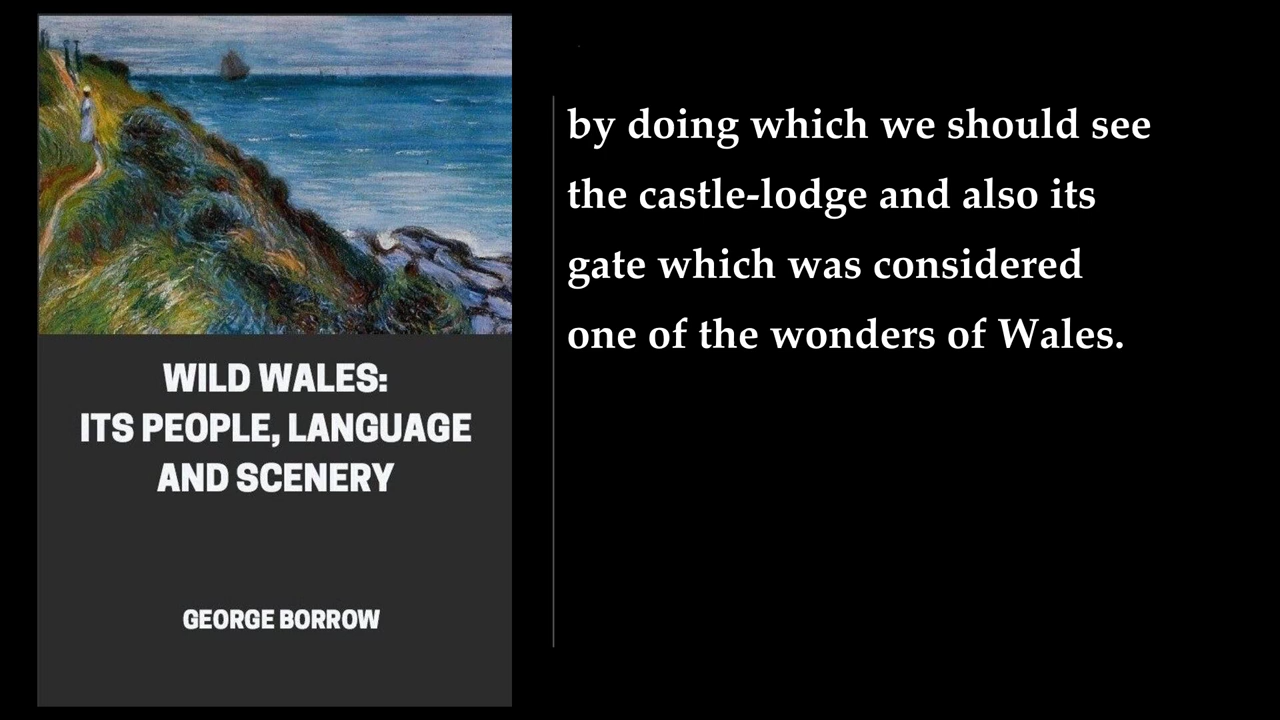 by doing which we should see
the castle-lodge and also its
gate which was considered
one of the wonders of Wales.
WILD WALES:
ITS PEOPLE, LANGUAGE
AND SCENERY
GEORGE BORROW